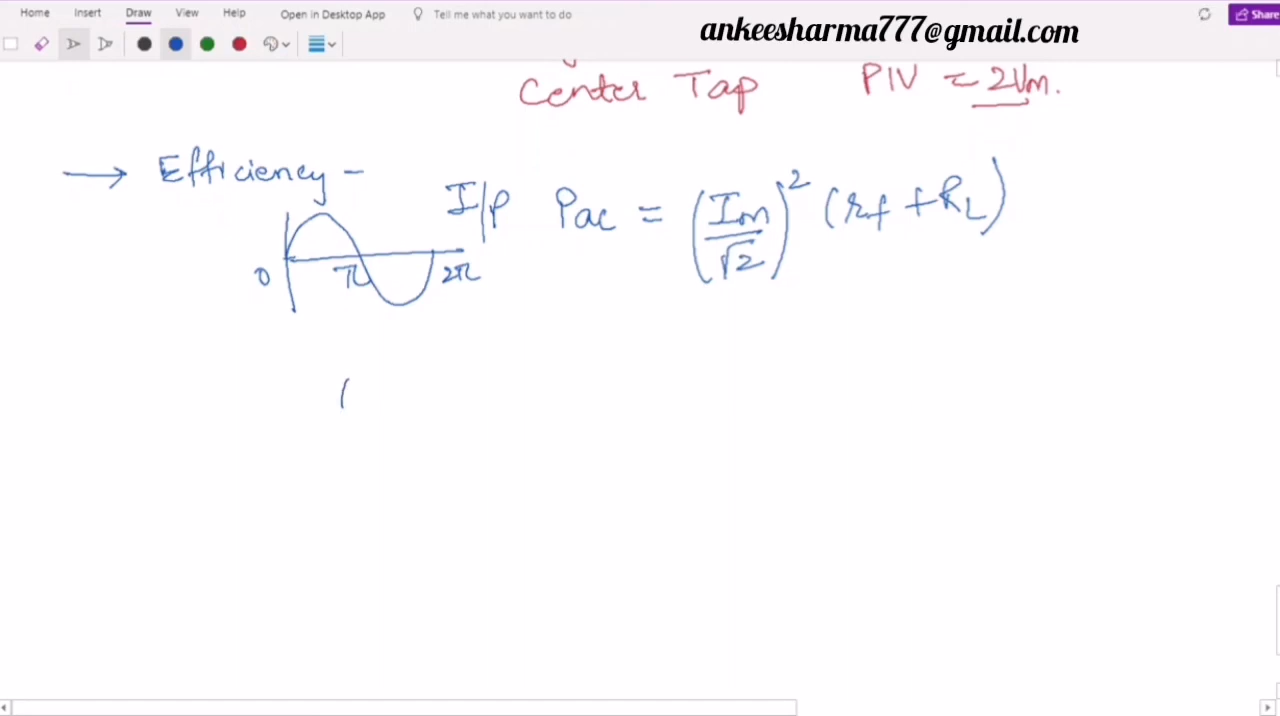 Home Insert Draw View Help Open in Desktop App Tell me what you want to do Share
ankeesharma777@gmail.com
Center Tap PIV = 2Vm.
→ Efficiency -
I/P Pac = (Im/√2)² (rf + RL)
0 π 2π
(